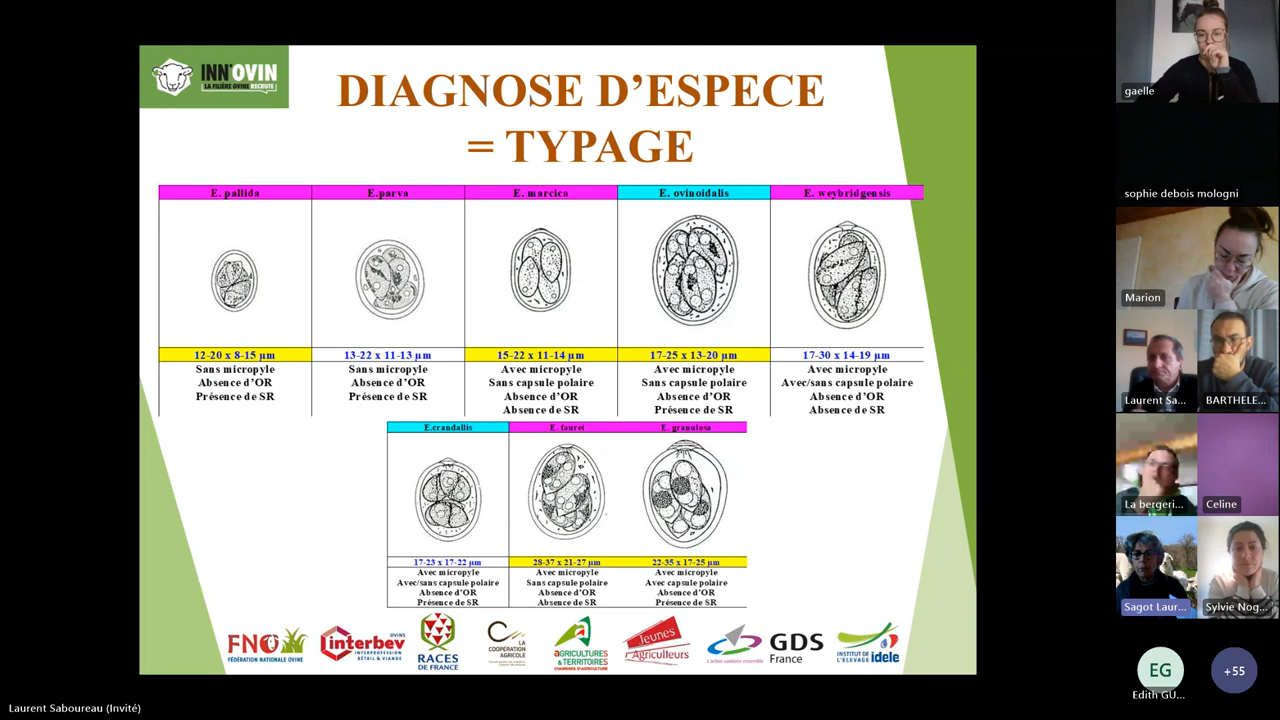 INN'OVIN
LA FILIÈRE OVINE RECRUTE
DIAGNOSE D'ESPECE
= TYPAGE
E. pallida
E.parva
E. marcica
E. ovinoidalis
E. weybridgensis
12-20 x 8-15 µm
13-22 x 11-13 µm
15-22 x 11-14 µm
17-25 x 13-20 µm
17-30 x 14-19 µm
Sans micropyle
Absence d'OR
Présence de SR
Sans micropyle
Absence d'OR
Présence de SR
Avec micropyle
Sans capsule polaire
Absence d'OR
Absence de SR
Avec micropyle
Sans capsule polaire
Absence d'OR
Présence de SR
Avec micropyle
Avec/sans capsule polaire
Absence d'OR
Absence de SR
E.crandallis
E. faurei
E. granulosa
17-23 x 17-22 µm
28-37 x 21-27 µm
22-35 x 17-25 µm
Avec micropyle
Avec/sans capsule polaire
Absence d'OR
Présence de SR
Avec micropyle
Sans capsule polaire
Absence d'OR
Absence de SR
Avec micropyle
Avec capsule polaire
Absence d'OR
Présence de SR
FNO
FÉDÉRATION NATIONALE OVINE
OVINS
interbev
INTERPROFESSION
BÉTAIL & VIANDE
RACES
DE FRANCE
LA
COOPÉRATION
AGRICOLE
AGRICULTURES
& TERRITOIRES
CHAMBRES D'AGRICULTURE
Jeunes
Agriculteurs
L'action sanitaire ensemble
GDS
France
INSTITUT DE
L'ELEVAGE idele
gaelle
sophie debois mologni
Marion
Laurent Sa...
BARTHELE...
La bergeri...
Celine
Sagot Laur...
Sylvie Nog...
EG
Edith GU...
+55
Laurent Saboureau (Invité)